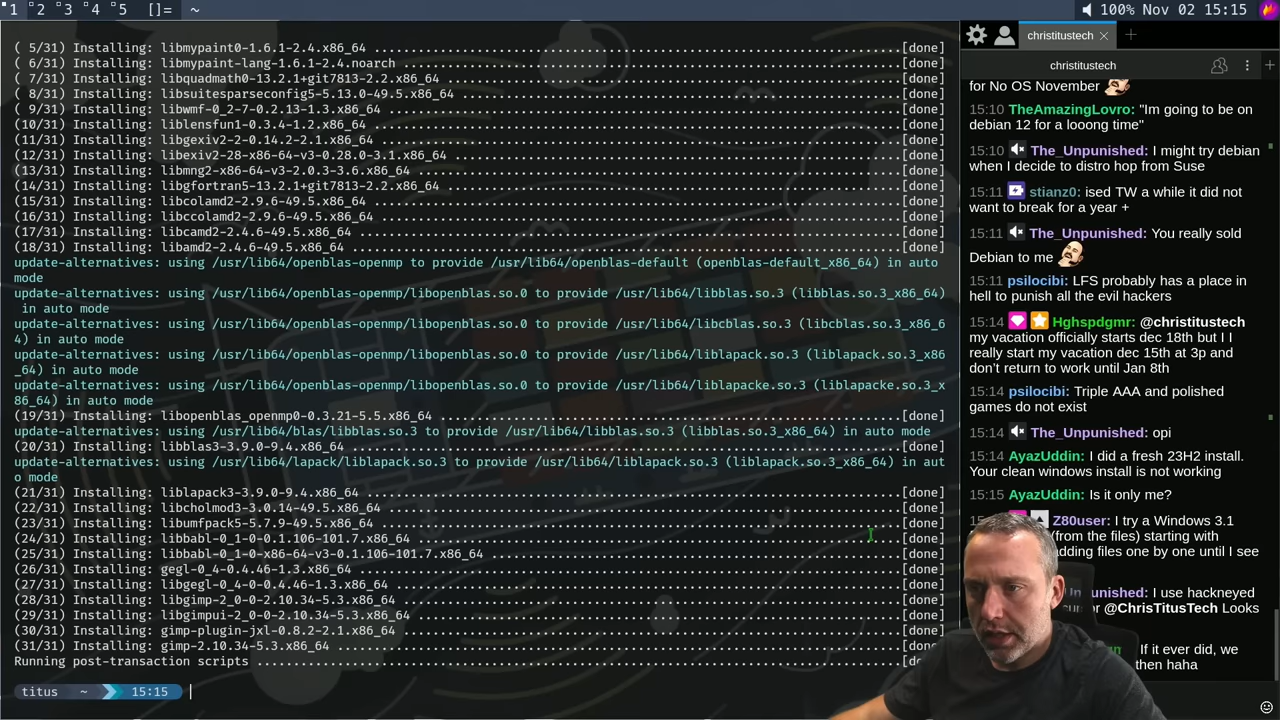 1 2 3 4 5 []= ~ 100% Nov 02 15:15
( 5/31) Installing: libmypaint0-1.6.1-2.4.x86_64 [done]
( 6/31) Installing: libmypaint-lang-1.6.1-2.4.noarch [done]
( 7/31) Installing: libquadmath0-13.2.1+git7813-2.2.x86_64 [done]
( 8/31) Installing: libsuitesparseconfig5-5.13.0-49.5.x86_64 [done]
( 9/31) Installing: libwmf-0_2-7-0.2.13-1.3.x86_64 [done]
(10/31) Installing: liblensfun1-0.3.4-1.2.x86_64 [done]
(11/31) Installing: libgexiv2-2-0.14.2-2.1.x86_64 [done]
(12/31) Installing: libexiv2-28-x86-64-v3-0.28.0-3.1.x86_64 [done]
(13/31) Installing: libmng2-x86-64-v3-2.0.3-3.6.x86_64 [done]
(14/31) Installing: libgfortran5-13.2.1+git7813-2.2.x86_64 [done]
(15/31) Installing: libcolamd2-2.9.6-49.5.x86_64 [done]
(16/31) Installing: libccolamd2-2.9.6-49.5.x86_64 [done]
(17/31) Installing: libcamd2-2.4.6-49.5.x86_64 [done]
(18/31) Installing: libamd2-2.4.6-49.5.x86_64 [done]
update-alternatives: using /usr/lib64/openblas-openmp to provide /usr/lib64/openblas-default (openblas-default_x86_64) in auto
mode
update-alternatives: using /usr/lib64/openblas-openmp/libopenblas.so.0 to provide /usr/lib64/libblas.so.3 (libblas.so.3_x86_64)
in auto mode
update-alternatives: using /usr/lib64/openblas-openmp/libopenblas.so.0 to provide /usr/lib64/libcblas.so.3 (libcblas.so.3_x86_6
4) in auto mode
update-alternatives: using /usr/lib64/openblas-openmp/libopenblas.so.0 to provide /usr/lib64/liblapack.so.3 (liblapack.so.3_x86
_64) in auto mode
update-alternatives: using /usr/lib64/openblas-openmp/libopenblas.so.0 to provide /usr/lib64/liblapacke.so.3 (liblapacke.so.3_x
86_64) in auto mode
(19/31) Installing: libopenblas_openmp0-0.3.21-5.5.x86_64 [done]
update-alternatives: using /usr/lib64/blas/libblas.so.3 to provide /usr/lib64/libblas.so.3 (libblas.so.3_x86_64) in auto mode
(20/31) Installing: libblas3-3.9.0-9.4.x86_64 [done]
update-alternatives: using /usr/lib64/lapack/liblapack.so.3 to provide /usr/lib64/liblapack.so.3 (liblapack.so.3_x86_64) in aut
o mode
(21/31) Installing: liblapack3-3.9.0-9.4.x86_64 [done]
(22/31) Installing: libcholmod3-3.0.14-49.5.x86_64 [done]
(23/31) Installing: libumfpack5-5.7.9-49.5.x86_64 [done]
(24/31) Installing: libbabl-0_1-0-0.1.106-101.7.x86_64 [done]
(25/31) Installing: libbabl-0_1-0-x86-64-v3-0.1.106-101.7.x86_64 [done]
(26/31) Installing: gegl-0_4-0.4.46-1.3.x86_64 [done]
(27/31) Installing: libgegl-0_4-0-0.4.46-1.3.x86_64 [done]
(28/31) Installing: libgimp-2_0-0-2.10.34-5.3.x86_64 [done]
(29/31) Installing: libgimpui-2_0-0-2.10.34-5.3.x86_64 [done]
(30/31) Installing: gimp-plugin-jxl-0.8.2-2.1.x86_64 [done]
(31/31) Installing: gimp-2.10.34-5.3.x86_64 [done]
Running post-transaction scripts
titus ~ 15:15
christitustech
christitustech
for No OS November
15:10 TheAmazingLovro: "Im going to be on
debian 12 for a looong time"
15:10 The_Unpunished: I might try debian
when I decide to distro hop from Suse
15:11 stianz0: ised TW a while it did not
want to break for a year +
15:11 The_Unpunished: You really sold
Debian to me
15:11 psilocibi: LFS probably has a place in
hell to punish all the evil hackers
15:14 Hghspdgmr: @christitustech
my vacation officially starts dec 18th but I I
really start my vacation dec 15th at 3p and
don't return to work until Jan 8th
15:14 psilocibi: Triple AAA and polished
games do not exist
15:14 The_Unpunished: opi
15:14 AyazUddin: I did a fresh 23H2 install.
Your clean windows install is not working
15:15 AyazUddin: Is it only me?
Z80user: I try a Windows 3.1
(from the files) starting with
adding files one by one until I see
I use hackneyed
@ChrisTitusTech Looks
If it ever did, we
then haha